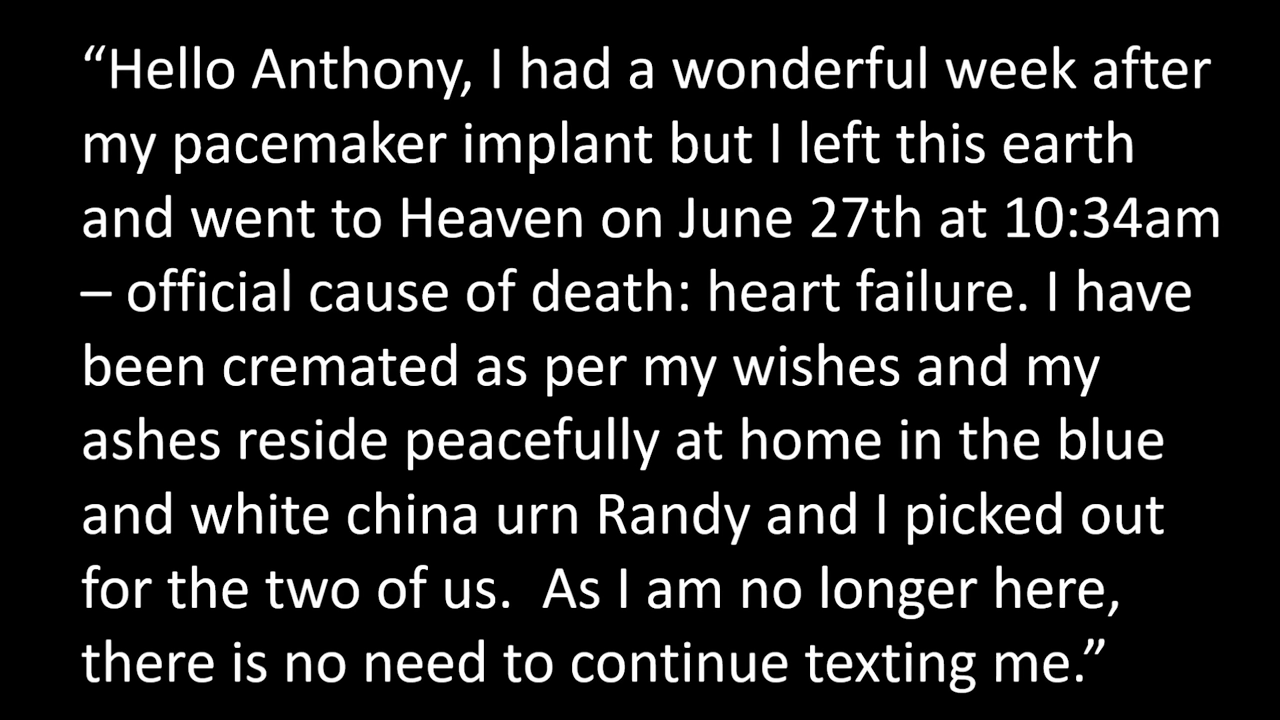 “Hello Anthony, I had a wonderful week after
my pacemaker implant but I left this earth
and went to Heaven on June 27th at 10:34am
– official cause of death: heart failure. I have
been cremated as per my wishes and my
ashes reside peacefully at home in the blue
and white china urn Randy and I picked out
for the two of us.  As I am no longer here,
there is no need to continue texting me.”